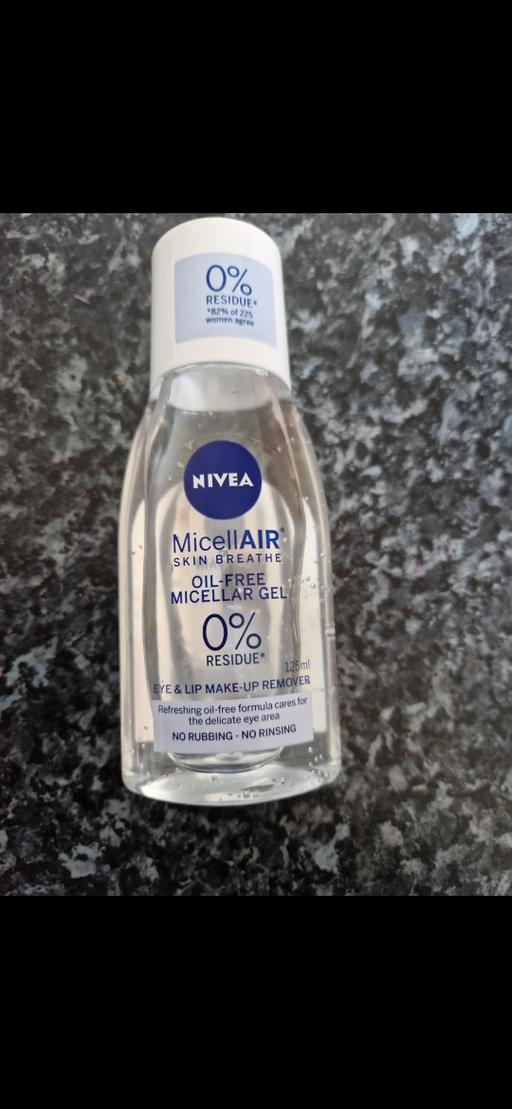 0%
RESIDUE*
*82% of 225
women agree
NIVEA
MicellAIR®
SKIN BREATHE
OIL-FREE
MICELLAR GEL
0%
RESIDUE*
125ml
EYE & LIP MAKE-UP REMOVER
Refreshing oil-free formula cares for
the delicate eye area
NO RUBBING - NO RINSING